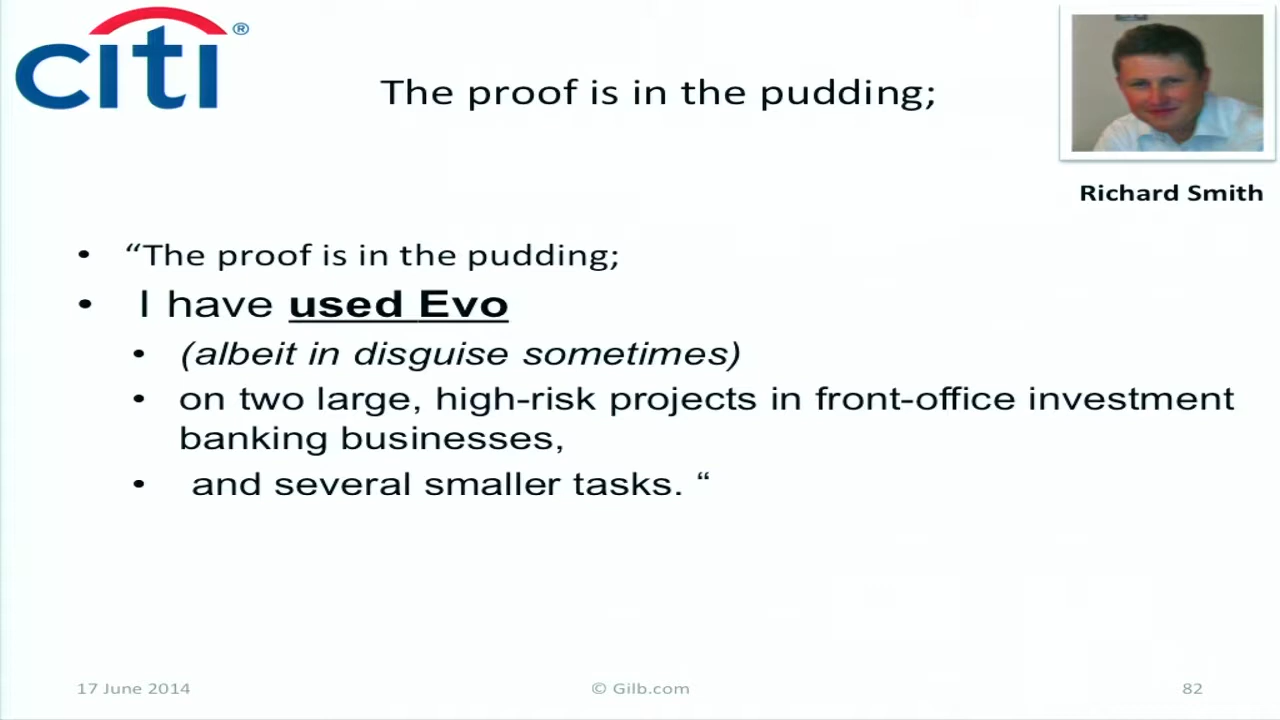 citi®
The proof is in the pudding;
Richard Smith
• “The proof is in the pudding;
• I have used Evo
• (albeit in disguise sometimes)
• on two large, high-risk projects in front-office investment
banking businesses,
• and several smaller tasks. “
17 June 2014
© Gilb.com
82